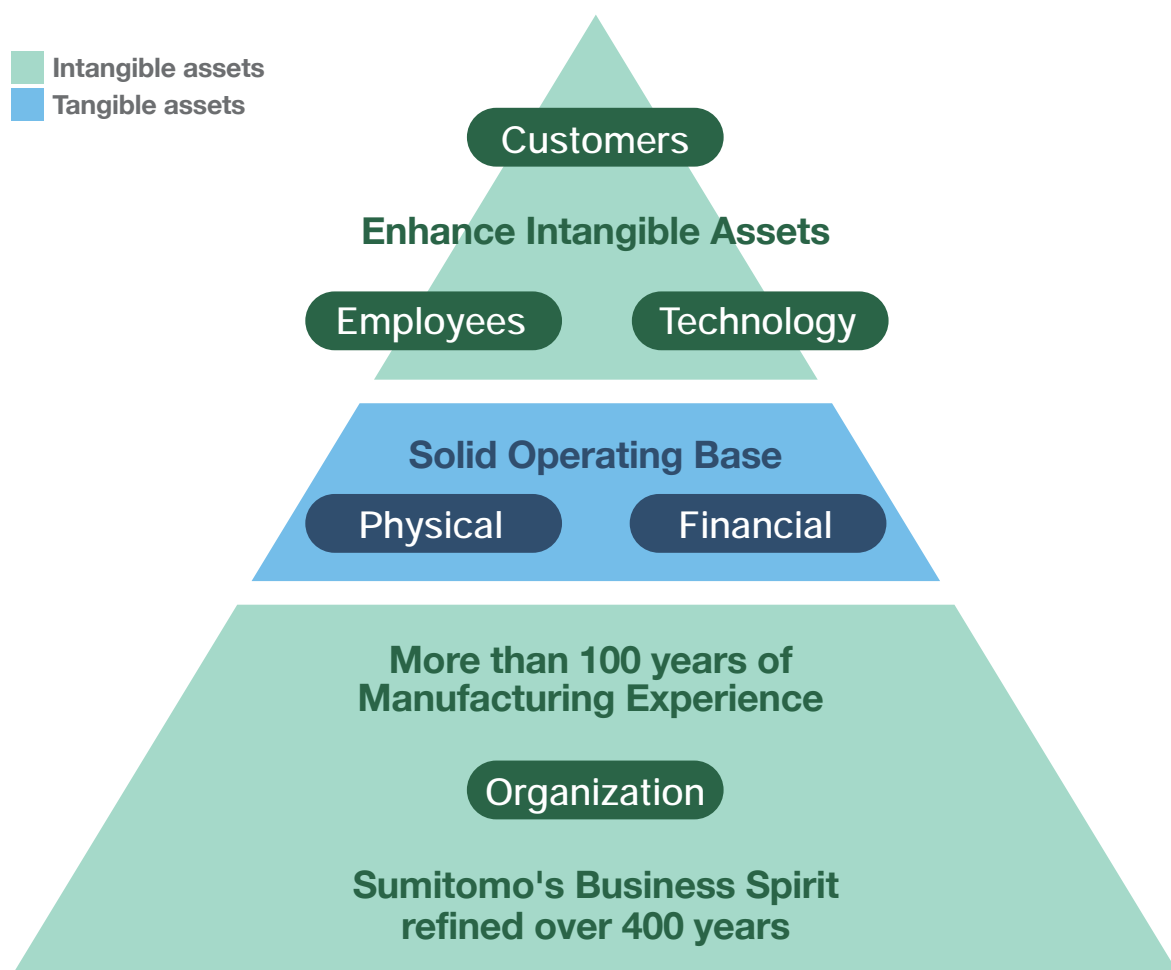 Intangible assets
Tangible assets
Customers
Enhance Intangible Assets
Employees
Technology
Solid Operating Base
Physical
Financial
More than 100 years of
Manufacturing Experience
Organization
Sumitomo's Business Spirit
refined over 400 years